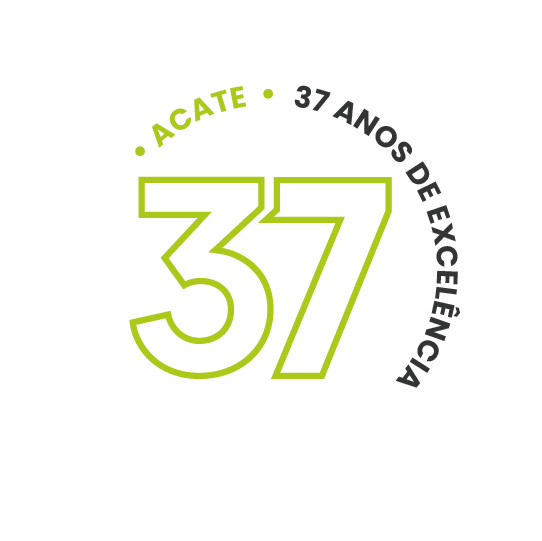 • ACATE • 37 ANOS DE EXCELÊNCIA
37